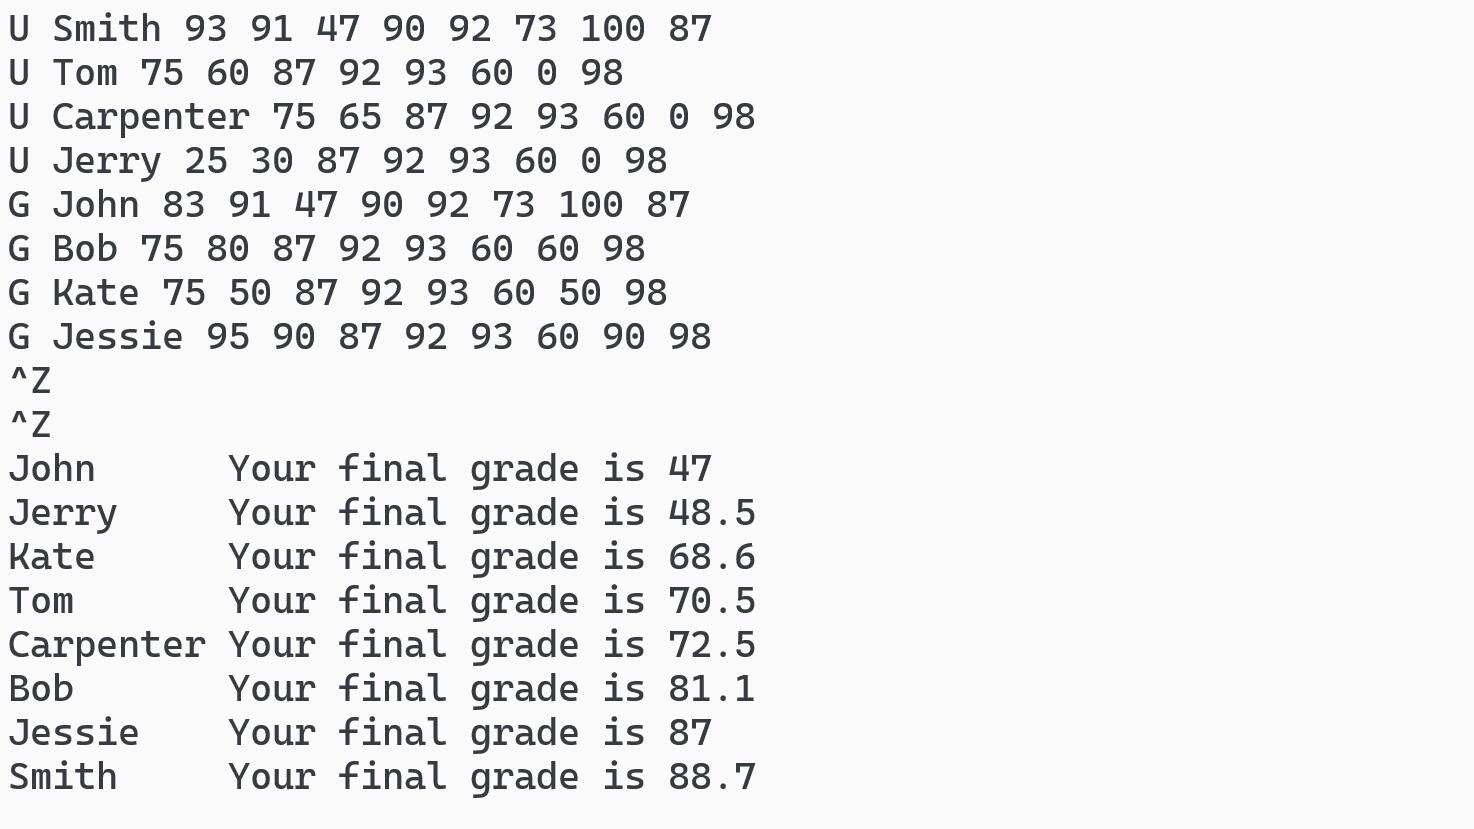 U Smith 93 91 47 90 92 73 100 87
U Tom 75 60 87 92 93 60 0 98
U Carpenter 75 65 87 92 93 60 0 98
U Jerry 25 30 87 92 93 60 0 98
G John 83 91 47 90 92 73 100 87
G Bob 75 80 87 92 93 60 60 98
G Kate 75 50 87 92 93 60 50 98
G Jessie 95 90 87 92 93 60 90 98
^Z
^Z
John      Your final grade is 47
Jerry     Your final grade is 48.5
Kate      Your final grade is 68.6
Tom       Your final grade is 70.5
Carpenter Your final grade is 72.5
Bob       Your final grade is 81.1
Jessie    Your final grade is 87
Smith     Your final grade is 88.7